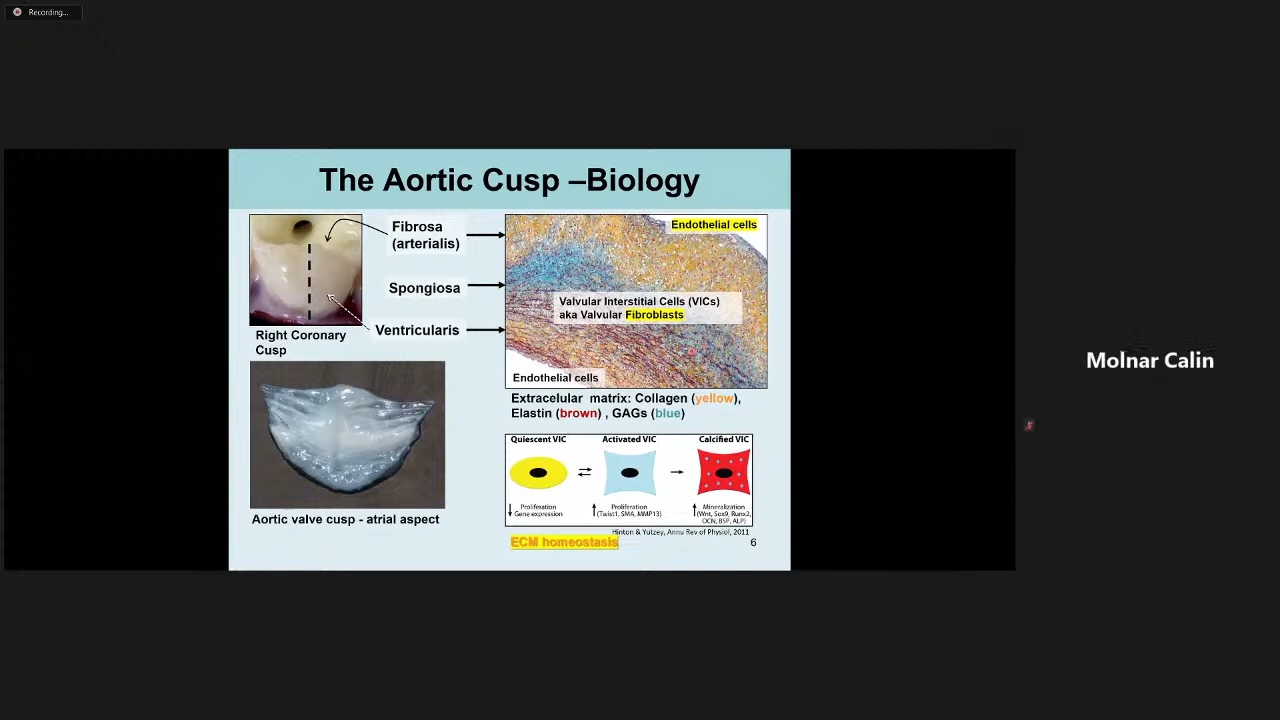 Recording...
The Aortic Cusp –Biology
Fibrosa
(arterialis)
Spongiosa
Ventricularis
Right Coronary
Cusp
Aortic valve cusp - atrial aspect
Endothelial cells
Valvular Interstitial Cells (VICs)
aka Valvular Fibroblasts
Endothelial cells
Extracelular matrix: Collagen (yellow),
Elastin (brown) , GAGs (blue)
Quiescent VIC
Activated VIC
Calcified VIC
Proliferation
Gene expression
Proliferation
(Twist1, SMA, MMP13)
Mineralization
(Wnt, Sox9, Runx2,
OCN, BSP, ALP)
Hinton & Yutzey, Annu Rev of Physiol, 2011
ECM homeostasis
6
Molnar Calin